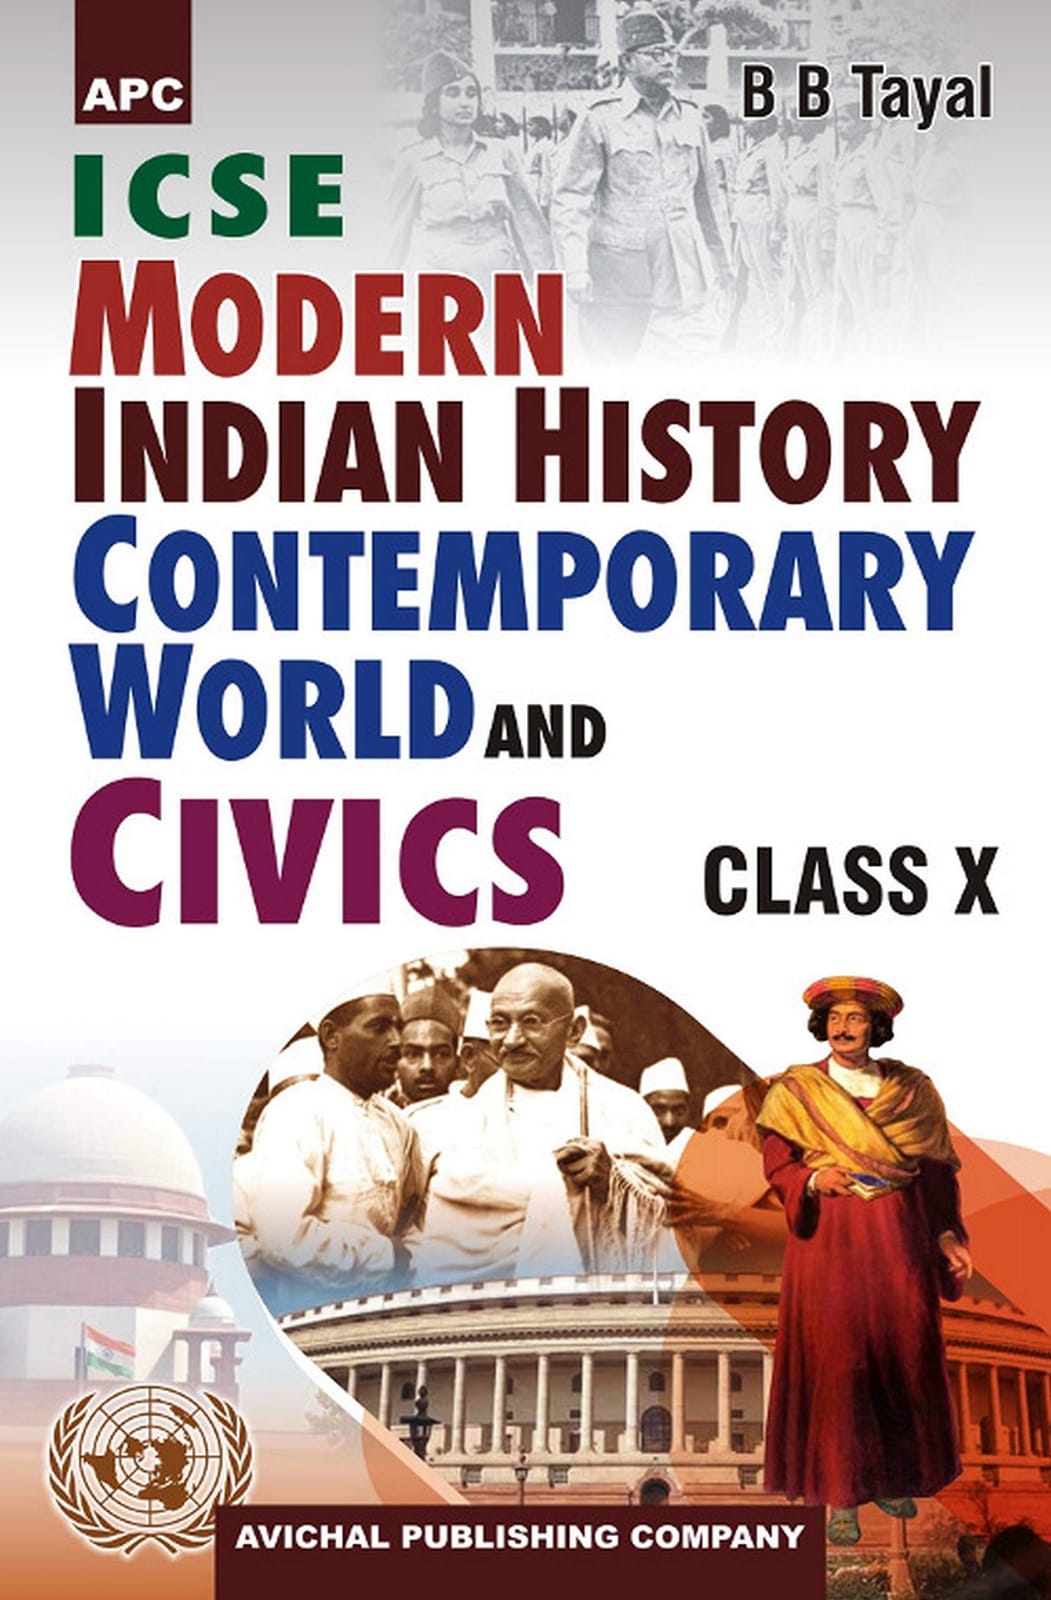 APC
B B Tayal
ICSE
MODERN
INDIAN HISTORY
CONTEMPORARY
WORLD AND
CIVICS
CLASS X
AVICHAL PUBLISHING COMPANY